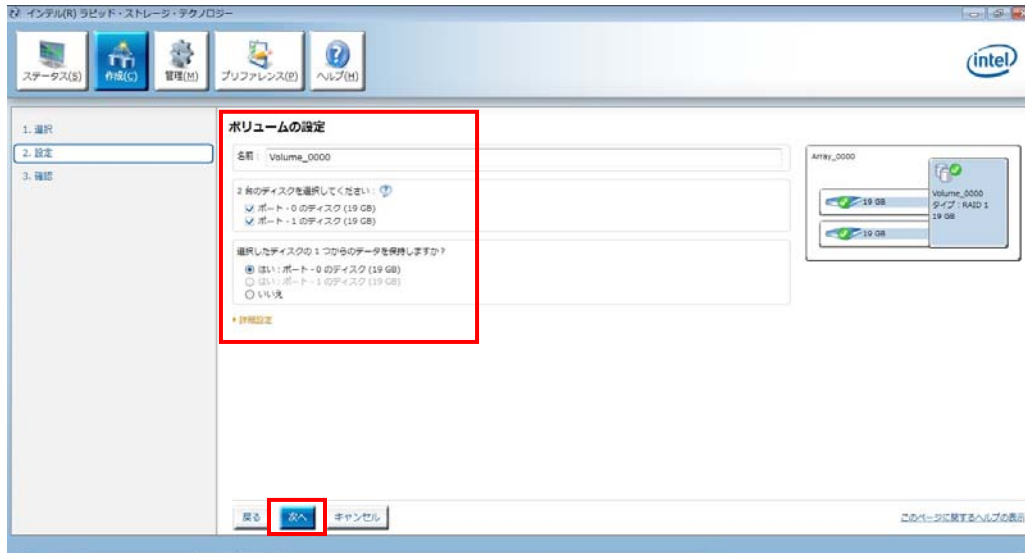 インテル(R) ラピッド・ストレージ・テクノロジー
ステータス(S)
作成(C)
管理(M)
プリファレンス(P)
ヘルプ(H)
intel
1. 選択
2. 設定
3. 確認
ボリュームの設定
名前： Volume_0000
2 台のディスクを選択してください：
ポート - 0 のディスク (19 GB)
ポート - 1 のディスク (19 GB)
選択したディスクの 1 つからのデータを保持しますか？
はい：ポート - 0 のディスク (19 GB)
はい：ポート - 1 のディスク (19 GB)
いいえ
詳細設定
Array_0000
19 GB
19 GB
Volume_0000
タイプ：RAID 1
19 GB
戻る
次へ
キャンセル
このページに関するヘルプの表示